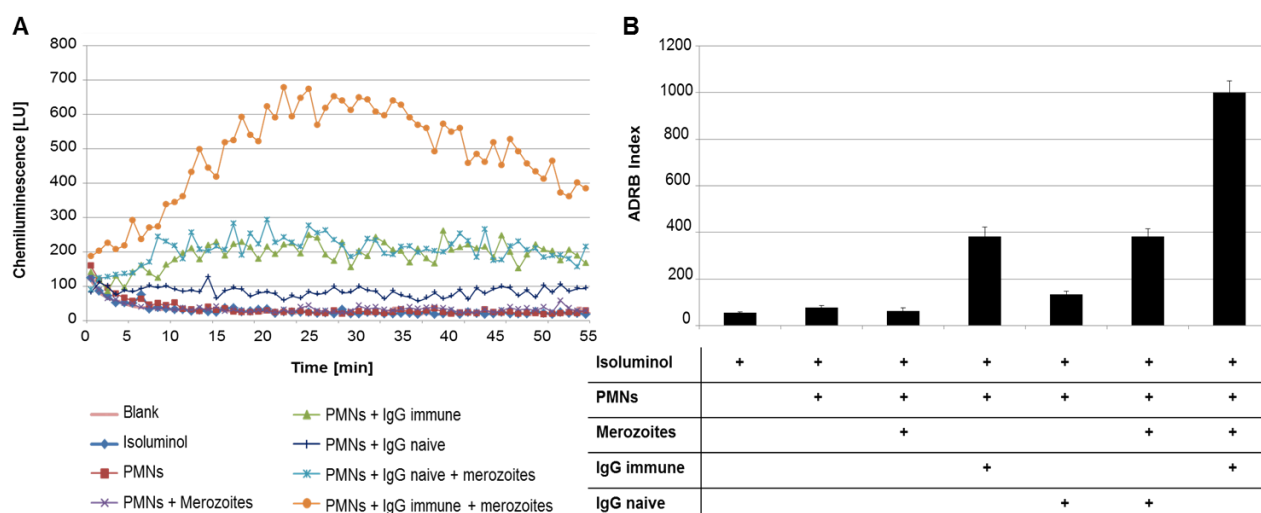 A
800
700
600
500
400
300
200
100
0
Chemiluminescence [LU]
0 5 10 15 20 25 30 35 40 45 50 55
Time [min]
Blank
Isoluminol
PMNs
PMNs + Merozoites
PMNs + IgG immune
PMNs + IgG naive
PMNs + IgG naive + merozoites
PMNs + IgG immune + merozoites
B
1200
1000
800
600
400
200
0
ADRB Index
Isoluminol + + + + + + +
PMNs + + + + + +
Merozoites + + +
IgG immune + +
IgG naive + +